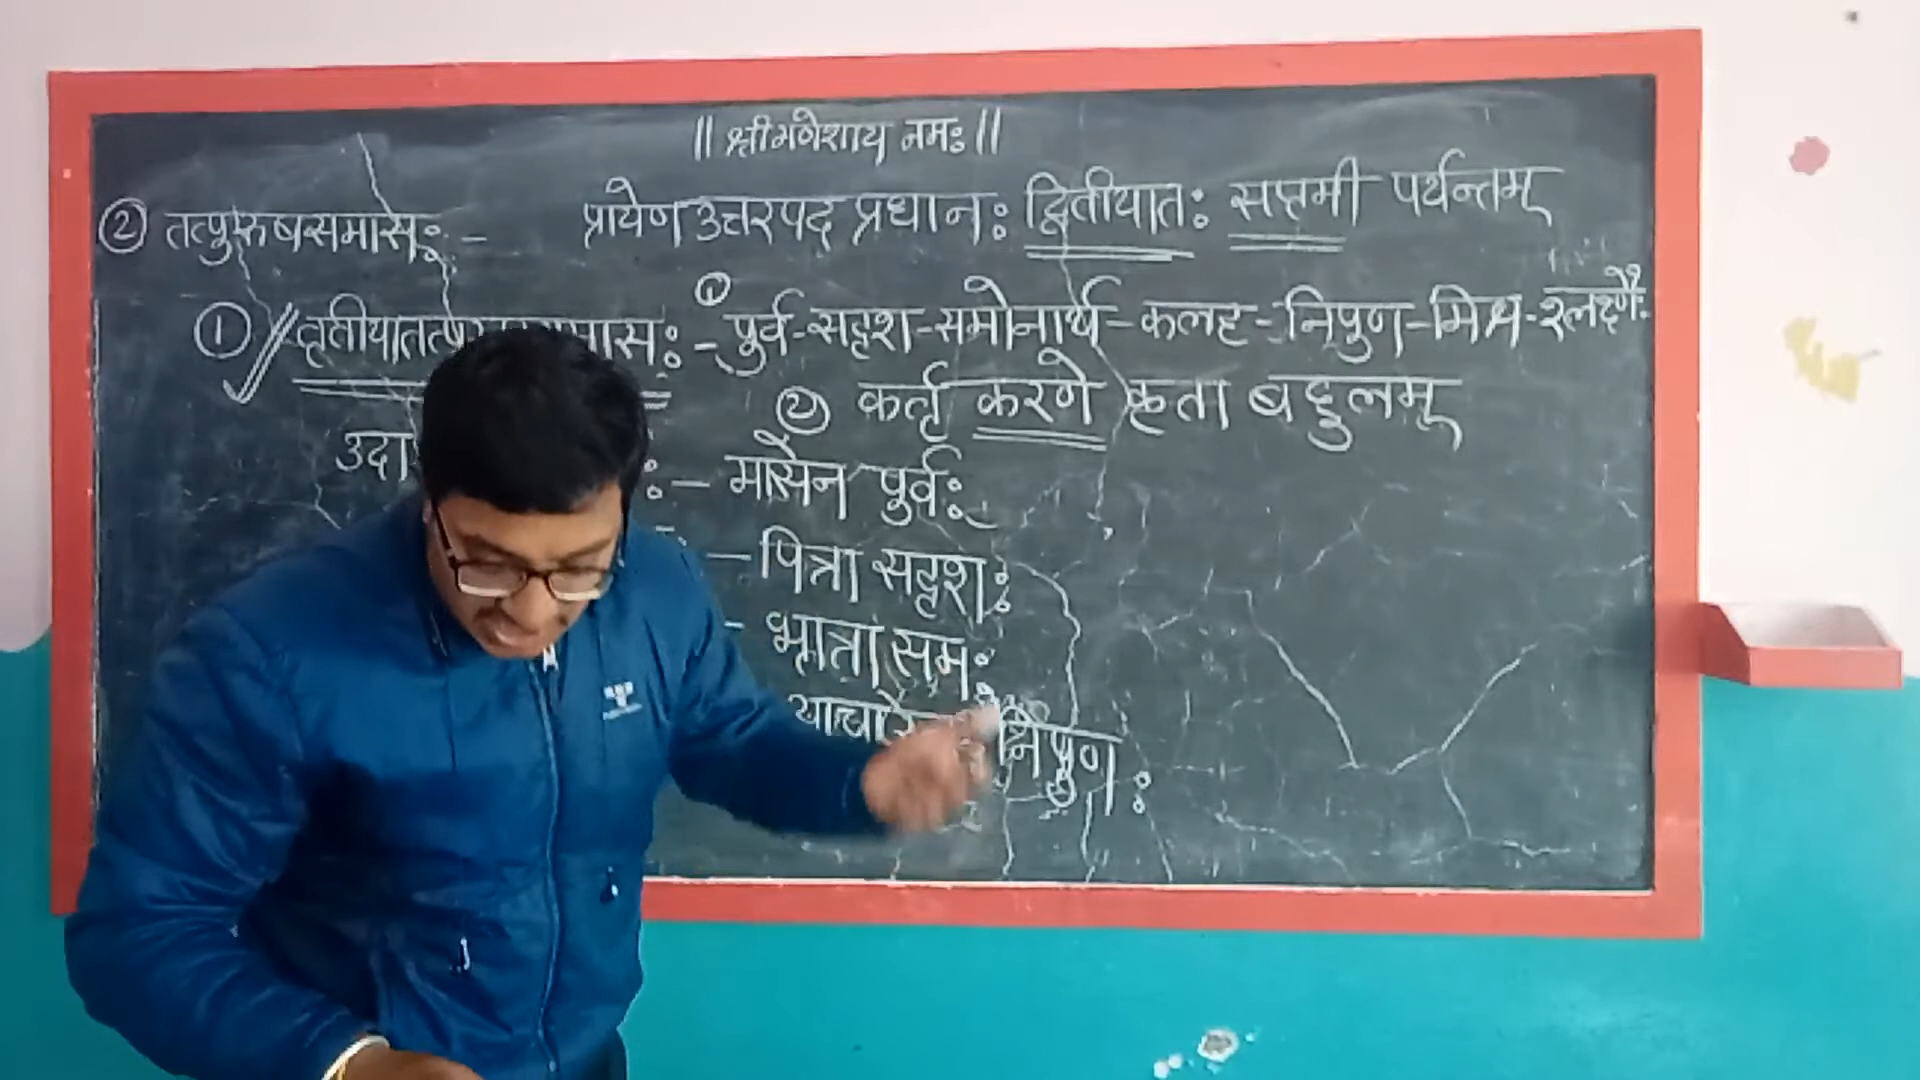 ॥ श्रीगणेशाय नमः ॥
② तत्पुरुषसमासः - प्रायेण उत्तरपद प्रधानः द्वितीयातः सप्तमी पर्यन्तम्
① तृतीयातत्पु मासः - ① पुर्व-सदृश-समोनार्थ-कलह-निपुण-मिश्र-श्लक्ष्णैः
② कर्तृ करणे कृता बहुलम्
उदा : - मासेन पुर्वः
: - पित्रा सदृशः
- भ्रात्रा समः
निपुणः